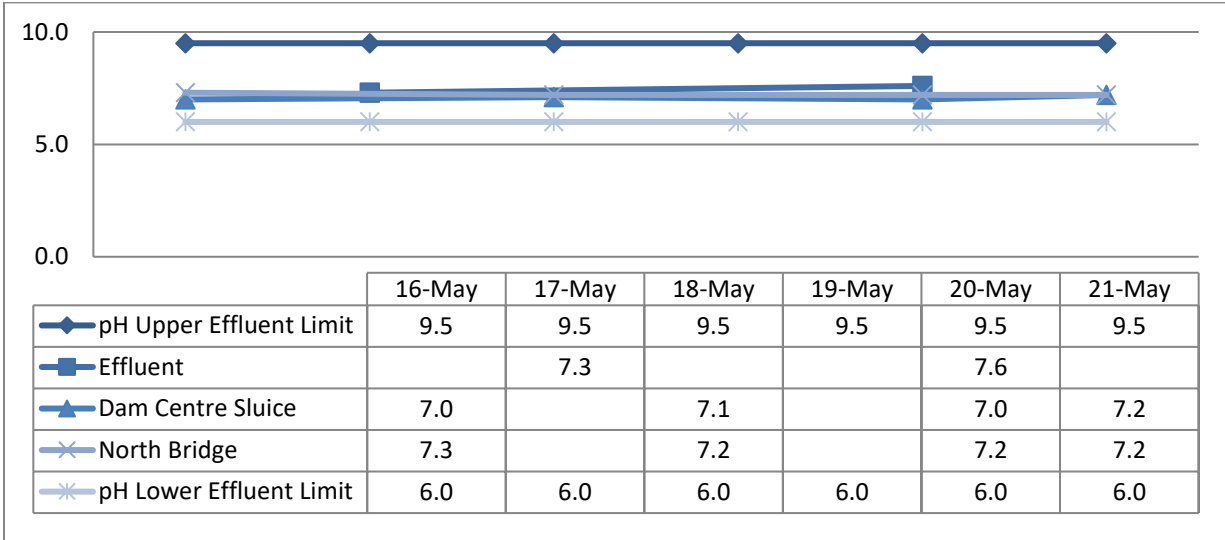 10.0
5.0
0.0
16-May 17-May 18-May 19-May 20-May 21-May
pH Upper Effluent Limit 9.5 9.5 9.5 9.5 9.5 9.5
Effluent 7.3 7.6
Dam Centre Sluice 7.0 7.1 7.0 7.2
North Bridge 7.3 7.2 7.2 7.2
pH Lower Effluent Limit 6.0 6.0 6.0 6.0 6.0 6.0